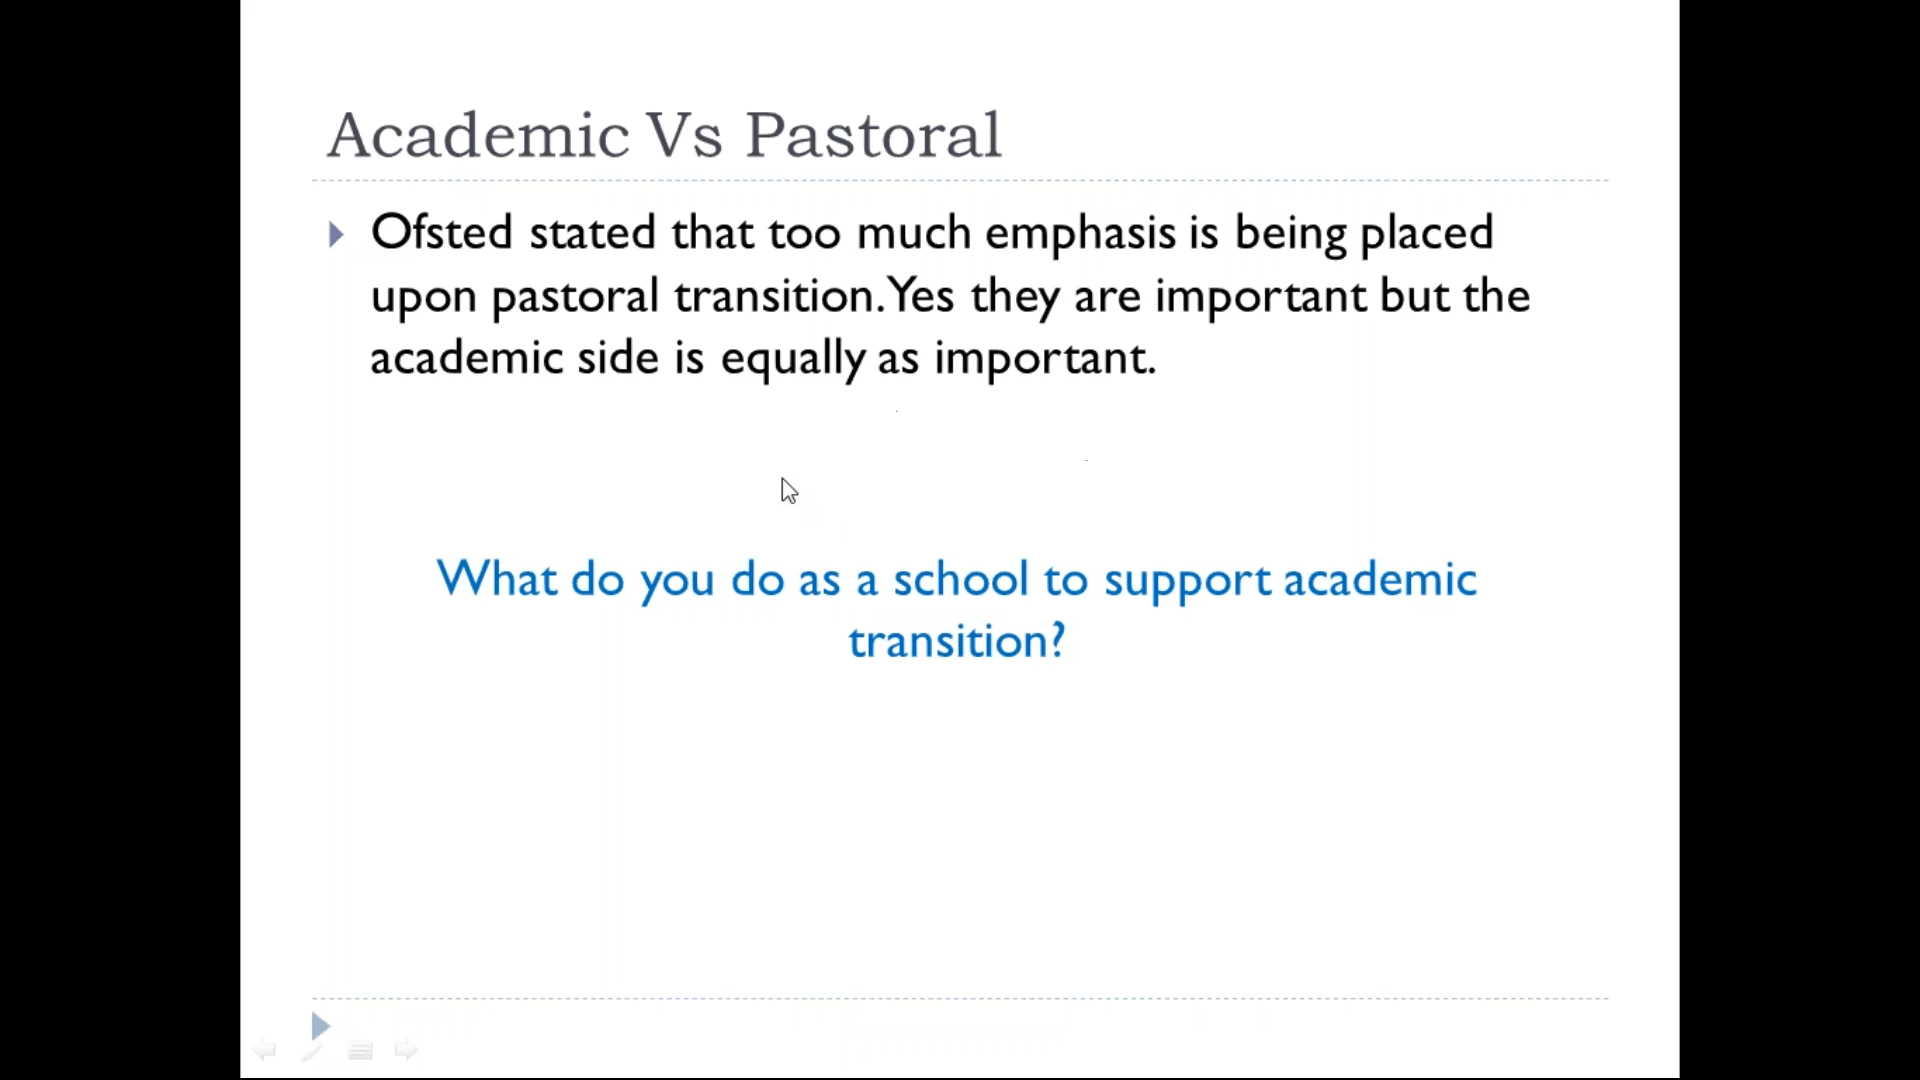 Academic Vs Pastoral
Ofsted stated that too much emphasis is being placed
upon pastoral transition. Yes they are important but the
academic side is equally as important.
What do you do as a school to support academic
transition?